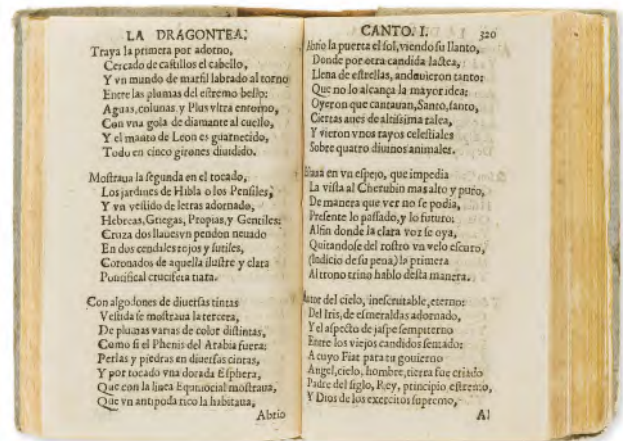 LA DRAGONTEA.
Traya la primera por adorno,
Cercado de castillos el cabello,
Y vn mundo de marfil labrado al torno
Entre las plumas del estremo bello:
Aguas, colunas, y Plus vltra entorno,
Con vna gola de diamante al cuello,
Y el manto de Leon es guarnecido,
Todo en cinco girones diuidido.
Mostraua la segunda en el tocado,
Los jardines de Hibla o los Pensiles,
Y vn vestido de letras adornado,
Hebreas, Griegas, Propias, y Gentiles:
Cruza dos llaues vn pendon neuado
En dos cendales rojos y sutiles,
Coronados de aquella ilustre y clara
Pontifical crucifera tiara.
Con algodones de diuersas tintas
Vestida se mostraua la tercera,
De plumas varias de color distintas,
Como si el Phenis del Arabia fuera:
Perlas y piedras en diuersas cintas,
Y por tocado vna dorada Esphera,
Que con la linea Equinocial mostraua,
Que vn antipoda rico la habitaua,
Abrio
CANTO. I. 320
Abrio la puerta el sol, viendo su llanto,
Donde por otra candida lactea,
Llena de estrellas, anduuieron tanto:
Que no lo alcança la mayor idea:
Oyeron que cantauan, Santo, santo,
Ciertas aues de altissima ralea,
Y vieron vnos rayos celestiales
Sobre quatro diuinos animales.
en vn espejo, que impedia
La vista al Cherubin mas alto y puro,
De manera que ver no se podia,
Presente lo passado, y lo futuro:
Al fin donde la clara voz se oya,
Quitandose del rostro vn velo escuro,
(Indicio de su pena) la primera
Al trono trino hablo desta manera.
Autor del cielo, inescrutable, eterno:
Del Iris, de esmeraldas adornado,
Y el aspecto de jaspe sempiterno
Entre los viejos candidos sentado:
A cuyo Fiat para tu gouierno
Angel, cielo, hombre, tierra fue criado
Padre del siglo, Rey, principio estremo,
Y Dios de los exercitos supremo,
Al